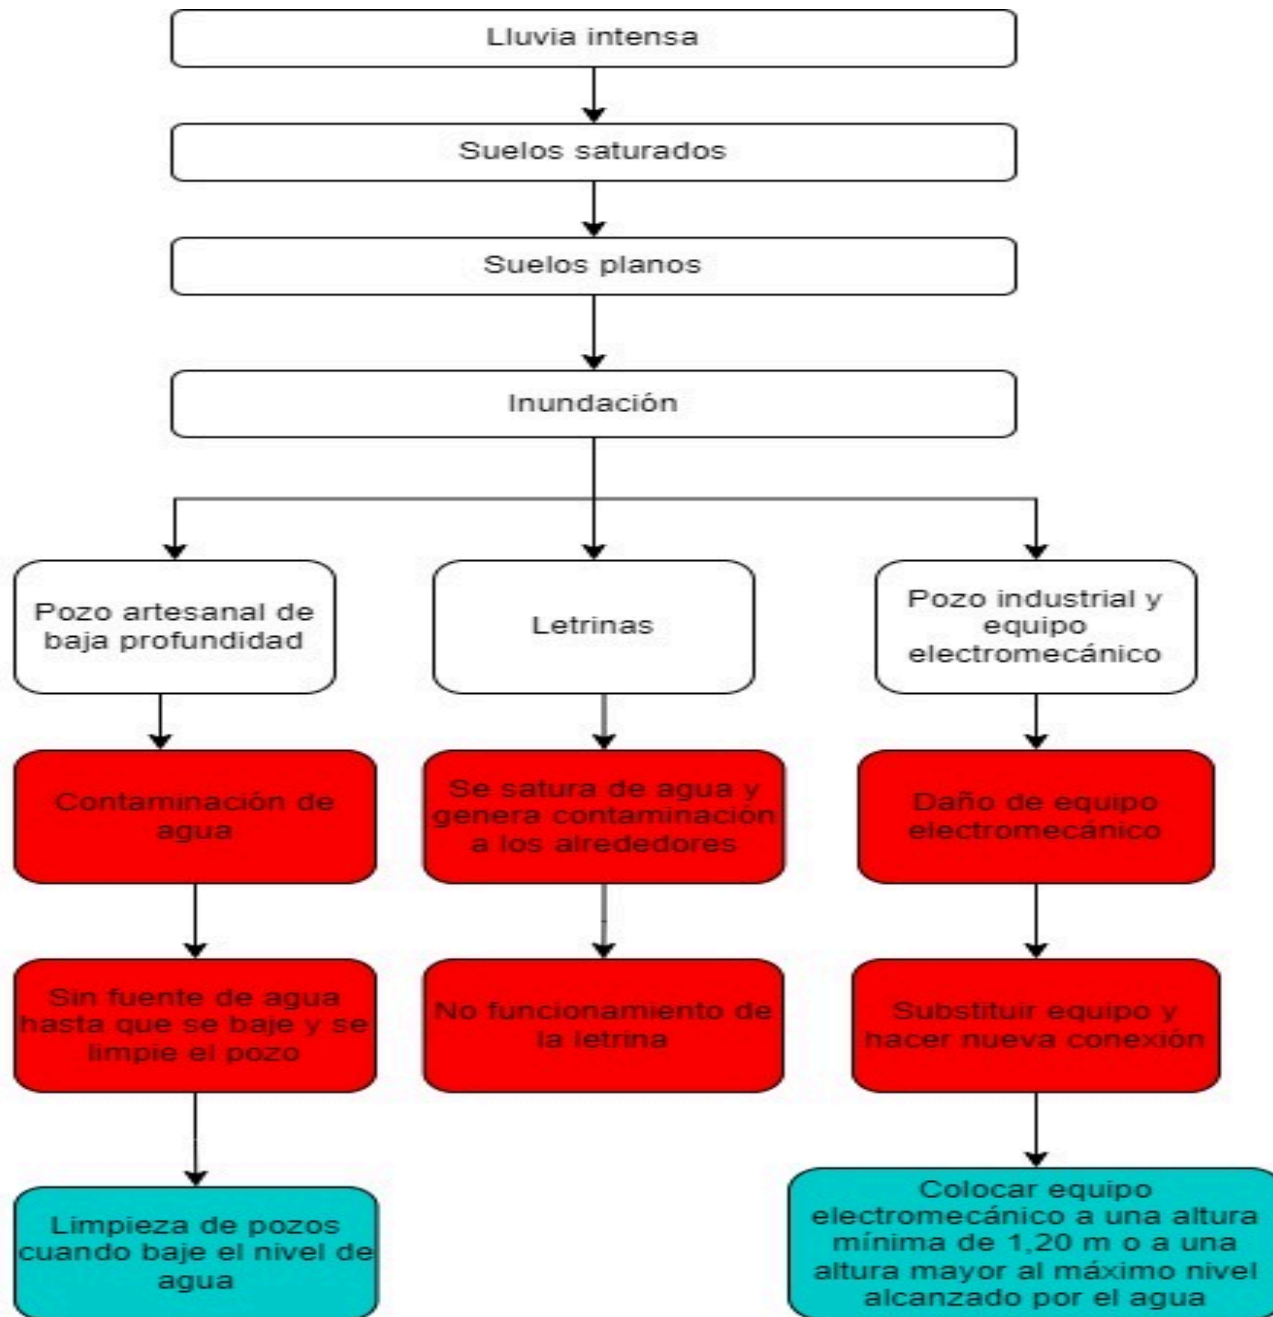 Lluvia intensa
Suelos saturados
Suelos planos
Inundación
Pozo artesanal de
baja profundidad
Letrinas
Pozo industrial y
equipo
electromecánico
Contaminación de
agua
Se satura de agua y
genera contaminación
a los alrededores
Daño de equipo
electromecánico
Sin fuente de agua
hasta que se baje y se
limpie el pozo
No funcionamiento de
la letrina
Substituir equipo y
hacer nueva conexión
Limpieza de pozos
cuando baje el nivel de
agua
Colocar equipo
electromecánico a una altura
mínima de 1,20 m o a una
altura mayor al máximo nivel
alcanzado por el agua